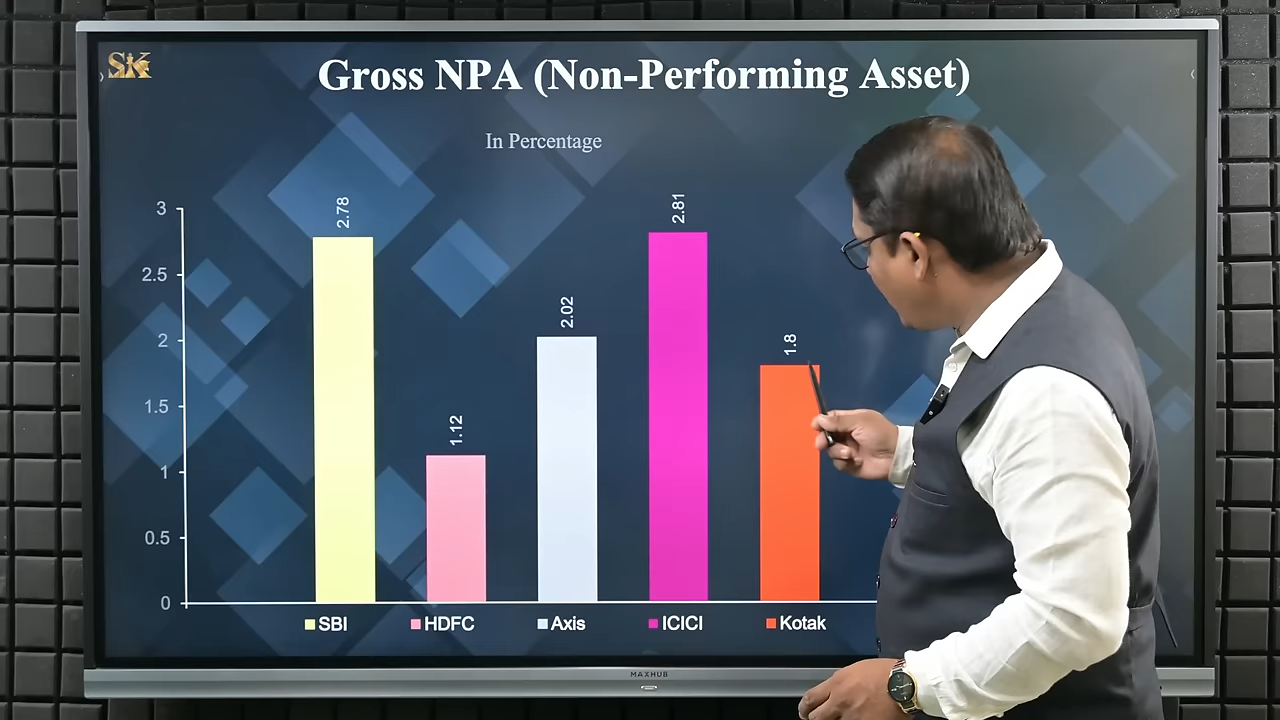 SK
Gross NPA (Non-Performing Asset)
In Percentage
3
2.5
2
1.5
1
0.5
0
2.78
1.12
2.02
2.81
1.8
SBI
HDFC
Axis
ICICI
Kotak
MAXHUB